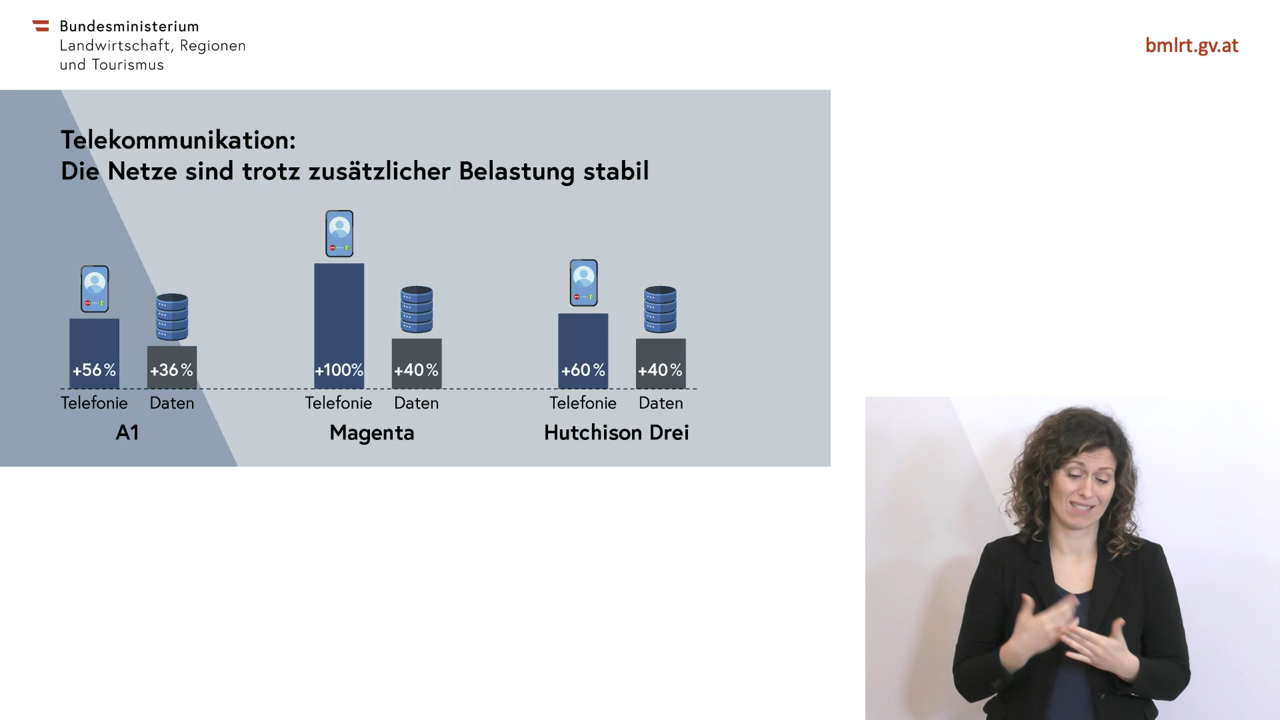 Bundesministerium
Landwirtschaft, Regionen
und Tourismus
bmlrt.gv.at
Telekommunikation:
Die Netze sind trotz zusätzlicher Belastung stabil
+56 % +36 % +100% +40 % +60 % +40 %
Telefonie Daten Telefonie Daten Telefonie Daten
A1 Magenta Hutchison Drei